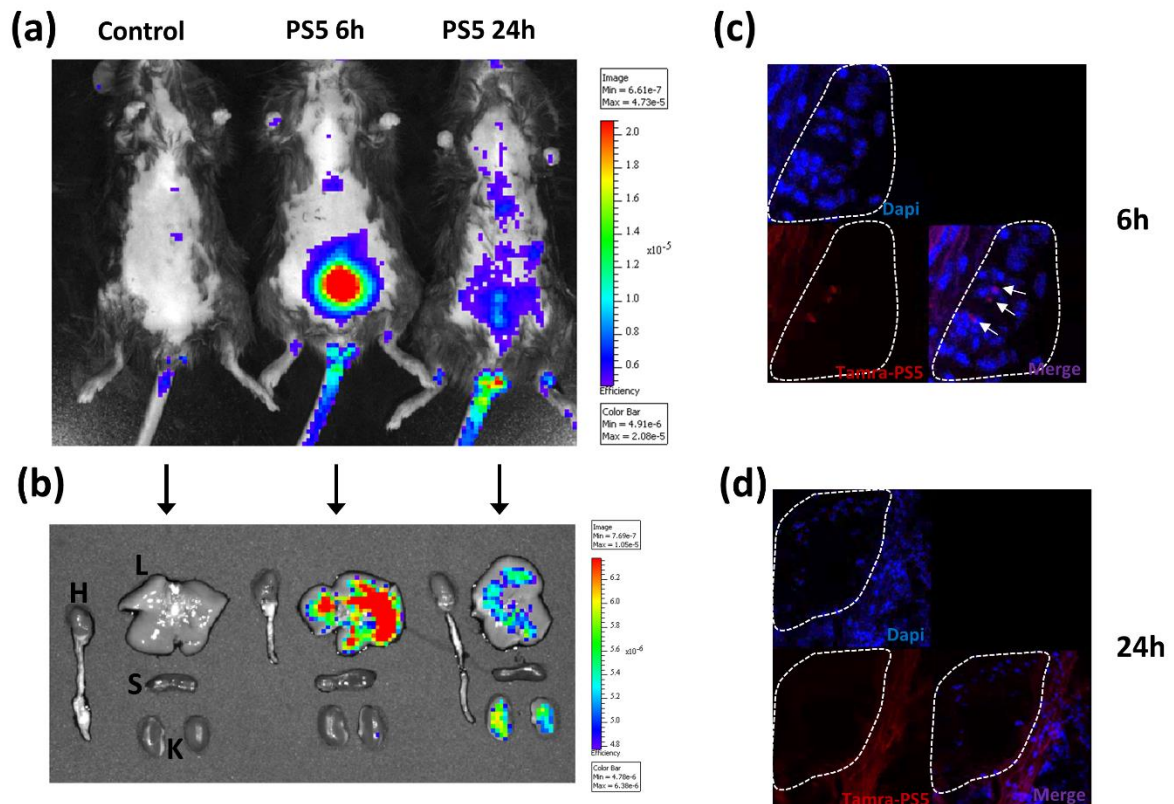 (a)
Control
PS5 6h
PS5 24h
Image
Min = 6.61e-7
Max = 4.73e-5
2.0
1.8
1.6
1.4
x10⁻⁵
1.2
1.0
0.8
0.6
Efficiency
Color Bar
Min = 4.91e-6
Max = 2.08e-5
(b)
H
L
S
K
Image
Min = 7.69e-7
Max = 1.05e-5
6.2
6.0
5.8
5.6
x10⁻⁶
5.4
5.2
5.0
4.8
Efficiency
Color Bar
Min = 4.78e-6
Max = 6.38e-6
(c)
Dapi
Tamra-PS5
Merge
6h
(d)
Dapi
Tamra-PS5
Merge
24h